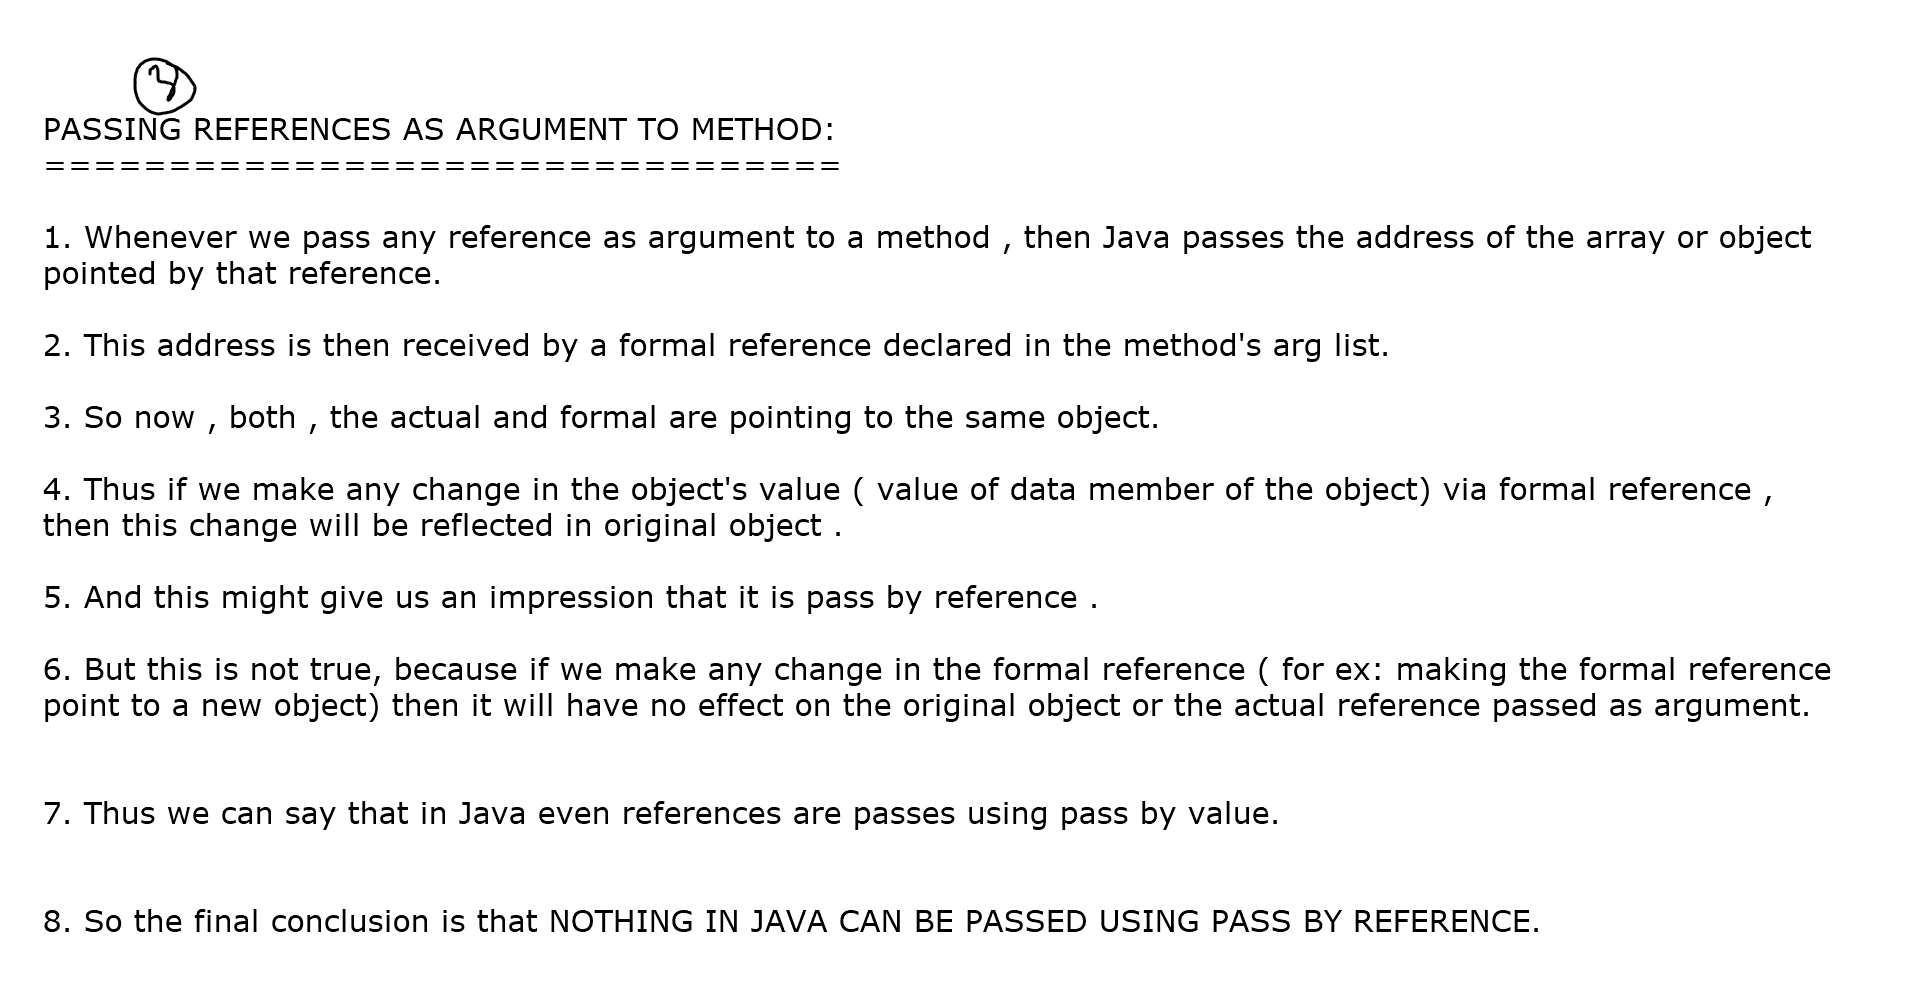 4
PASSING REFERENCES AS ARGUMENT TO METHOD:
================================
1. Whenever we pass any reference as argument to a method , then Java passes the address of the array or object
pointed by that reference.
2. This address is then received by a formal reference declared in the method's arg list.
3. So now , both , the actual and formal are pointing to the same object.
4. Thus if we make any change in the object's value ( value of data member of the object) via formal reference ,
then this change will be reflected in original object .
5. And this might give us an impression that it is pass by reference .
6. But this is not true, because if we make any change in the formal reference ( for ex: making the formal reference
point to a new object) then it will have no effect on the original object or the actual reference passed as argument.
7. Thus we can say that in Java even references are passes using pass by value.
8. So the final conclusion is that NOTHING IN JAVA CAN BE PASSED USING PASS BY REFERENCE.